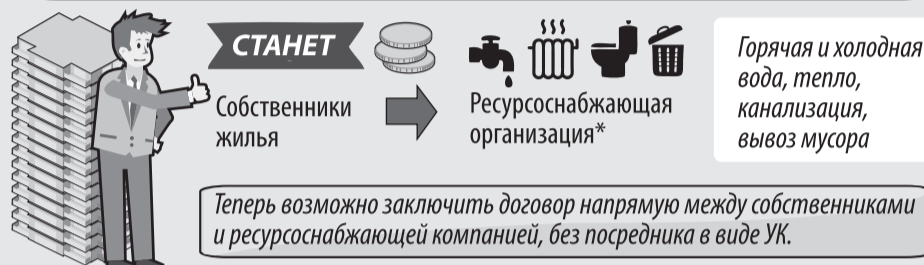 СТАНЕТ
Собственники
жилья
Ресурсоснабжающая
организация*
Горячая и холодная
вода, тепло,
канализация,
вывоз мусора
Теперь возможно заключить договор напрямую между собственниками
и ресурсоснабжающей компанией, без посредника в виде УК.